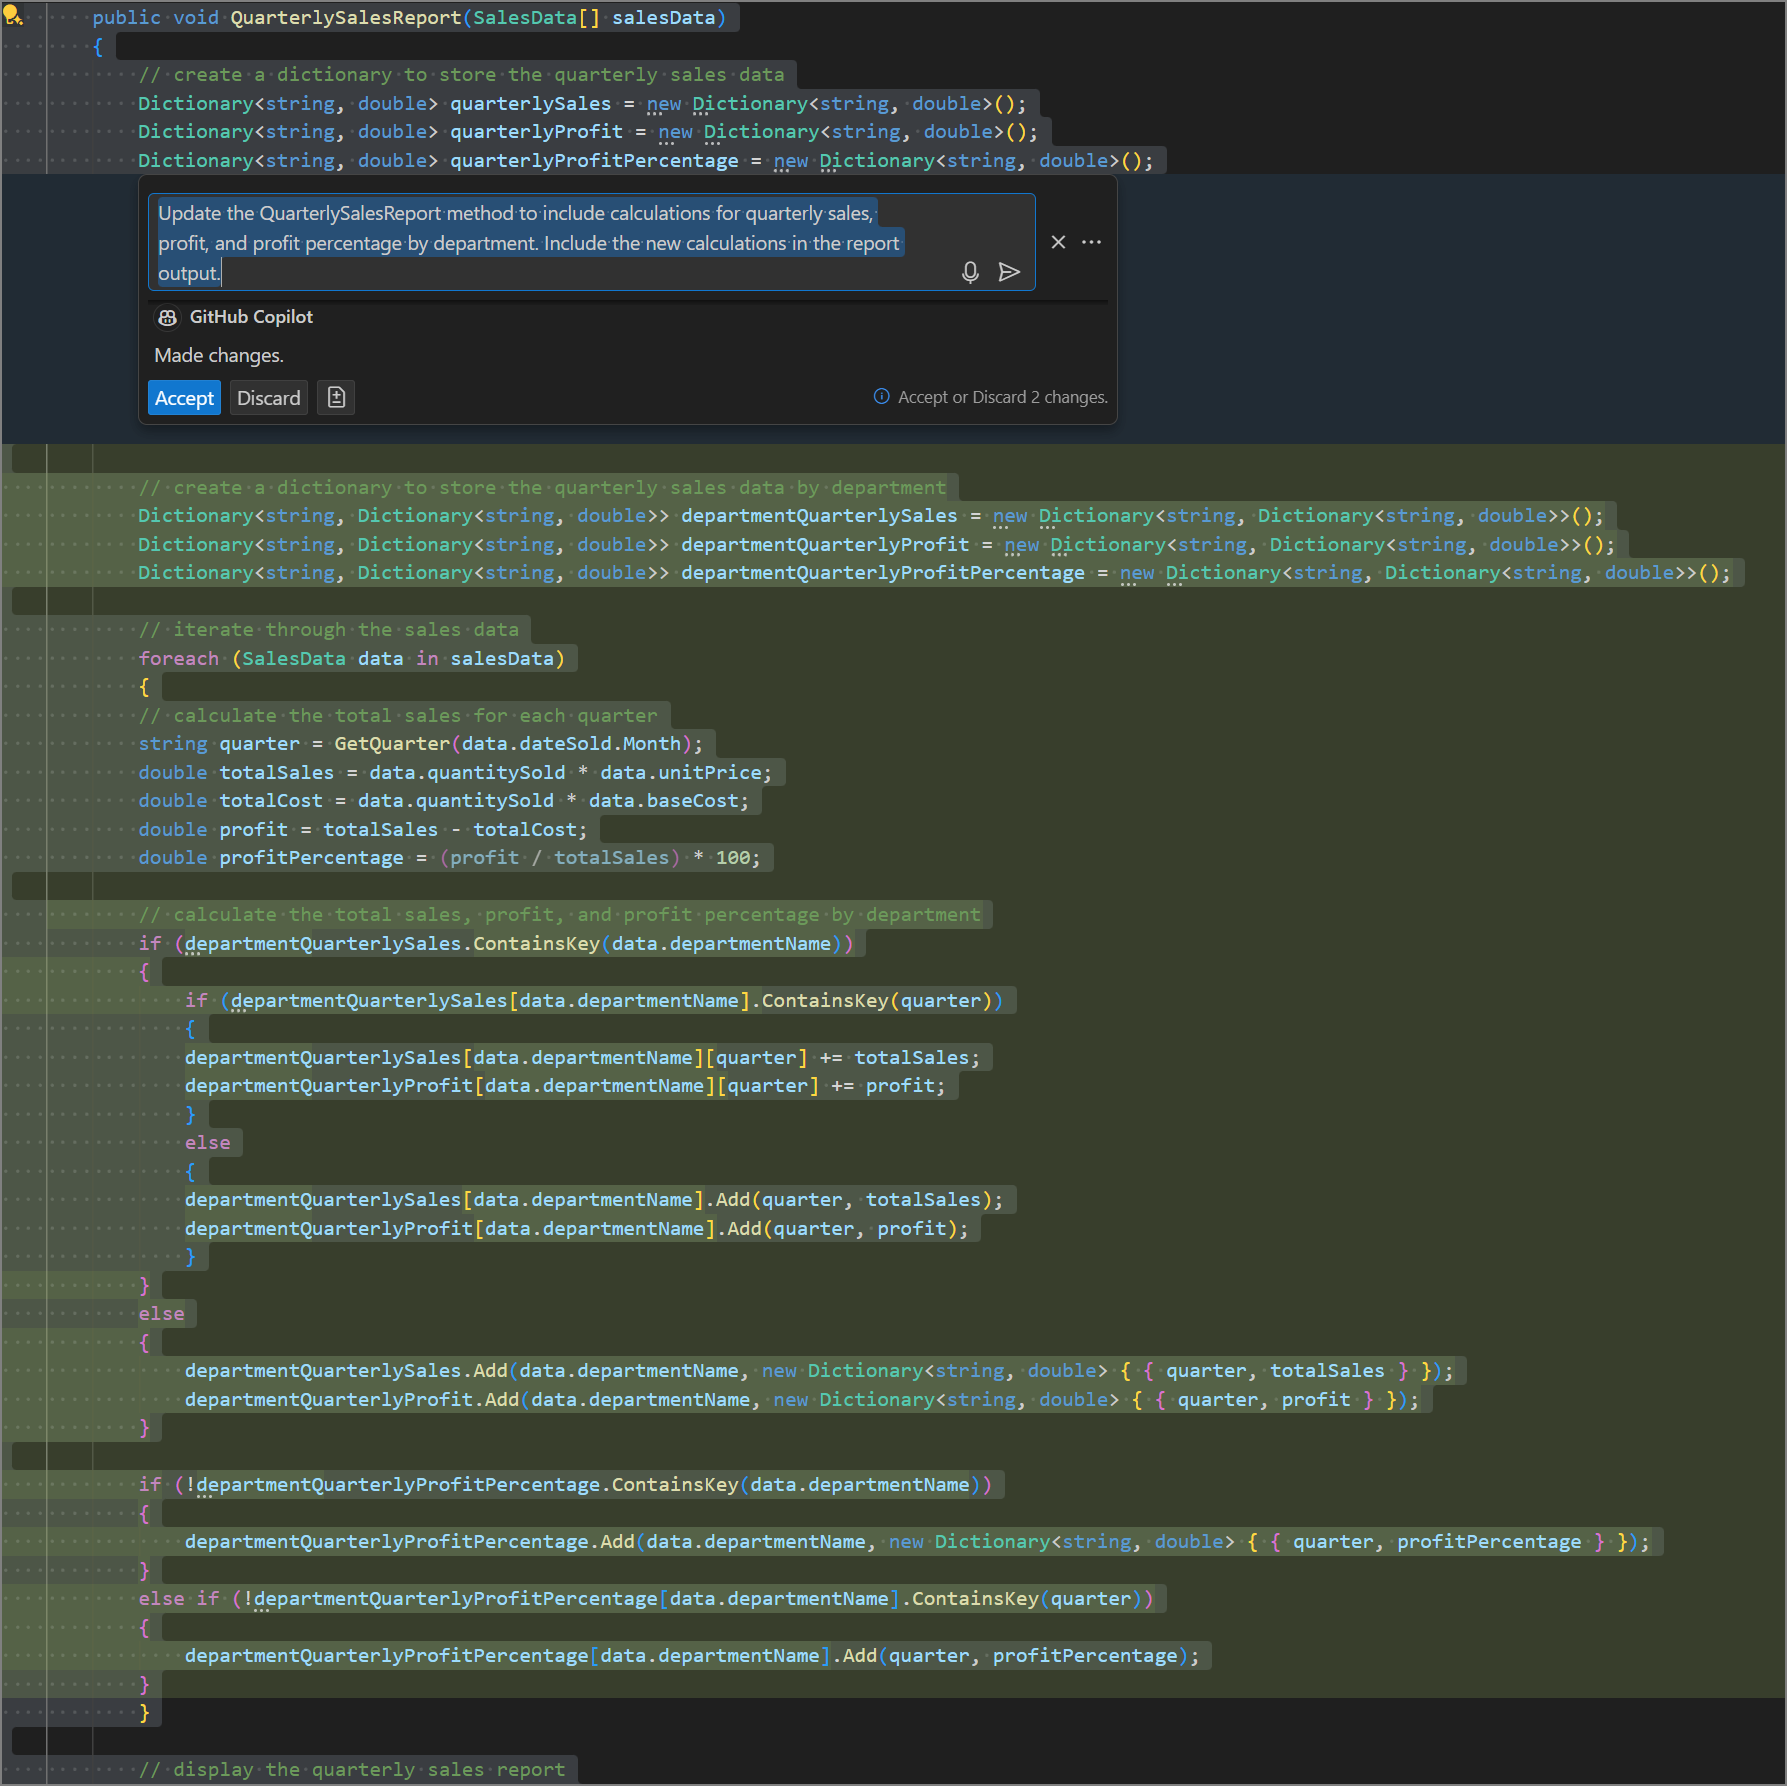 public void QuarterlySalesReport(SalesData[] salesData)
{
// create a dictionary to store the quarterly sales data
Dictionary<string, double> quarterlySales = new Dictionary<string, double>();
Dictionary<string, double> quarterlyProfit = new Dictionary<string, double>();
Dictionary<string, double> quarterlyProfitPercentage = new Dictionary<string, double>();
Update the QuarterlySalesReport method to include calculations for quarterly sales,
profit, and profit percentage by department. Include the new calculations in the report
output.
GitHub Copilot
Made changes.
Accept Discard Accept or Discard 2 changes.
// create a dictionary to store the quarterly sales data by department
Dictionary<string, Dictionary<string, double>> departmentQuarterlySales = new Dictionary<string, Dictionary<string, double>>();
Dictionary<string, Dictionary<string, double>> departmentQuarterlyProfit = new Dictionary<string, Dictionary<string, double>>();
Dictionary<string, Dictionary<string, double>> departmentQuarterlyProfitPercentage = new Dictionary<string, Dictionary<string, double>>();
// iterate through the sales data
foreach (SalesData data in salesData)
{
// calculate the total sales for each quarter
string quarter = GetQuarter(data.dateSold.Month);
double totalSales = data.quantitySold * data.unitPrice;
double totalCost = data.quantitySold * data.baseCost;
double profit = totalSales - totalCost;
double profitPercentage = (profit / totalSales) * 100;
// calculate the total sales, profit, and profit percentage by department
if (departmentQuarterlySales.ContainsKey(data.departmentName))
{
if (departmentQuarterlySales[data.departmentName].ContainsKey(quarter))
{
departmentQuarterlySales[data.departmentName][quarter] += totalSales;
departmentQuarterlyProfit[data.departmentName][quarter] += profit;
}
else
{
departmentQuarterlySales[data.departmentName].Add(quarter, totalSales);
departmentQuarterlyProfit[data.departmentName].Add(quarter, profit);
}
}
else
{
departmentQuarterlySales.Add(data.departmentName, new Dictionary<string, double> { { quarter, totalSales } });
departmentQuarterlyProfit.Add(data.departmentName, new Dictionary<string, double> { { quarter, profit } });
}
if (!departmentQuarterlyProfitPercentage.ContainsKey(data.departmentName))
{
departmentQuarterlyProfitPercentage.Add(data.departmentName, new Dictionary<string, double> { { quarter, profitPercentage } });
}
else if (!departmentQuarterlyProfitPercentage[data.departmentName].ContainsKey(quarter))
{
departmentQuarterlyProfitPercentage[data.departmentName].Add(quarter, profitPercentage);
}
}
// display the quarterly sales report